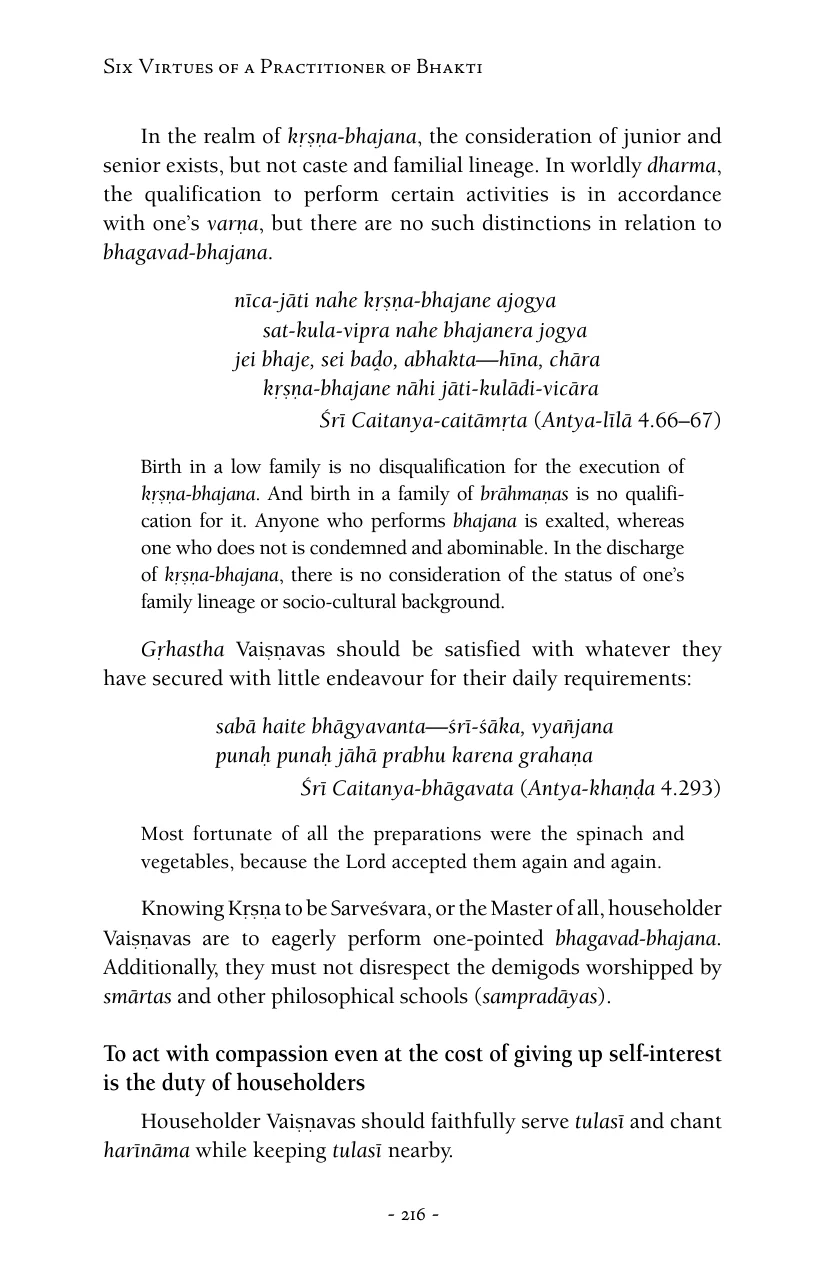 Six Virtues of a Practitioner of Bhakti
In the realm of kṛṣṇa-bhajana, the consideration of junior and
senior exists, but not caste and familial lineage. In worldly dharma,
the qualification to perform certain activities is in accordance
with one’s varṇa, but there are no such distinctions in relation to
bhagavad-bhajana.
nīca-jāti nahe kṛṣṇa-bhajane ajogya
sat-kula-vipra nahe bhajanera jogya
jei bhaje, sei baḓo, abhakta—hīna, chāra
kṛṣṇa-bhajane nāhi jāti-kulādi-vicāra
Śrī Caitanya-caitāmṛta (Antya-līlā 4.66–67)
Birth in a low family is no disqualification for the execution of
kṛṣṇa-bhajana. And birth in a family of brāhmaṇas is no qualifi-
cation for it. Anyone who performs bhajana is exalted, whereas
one who does not is condemned and abominable. In the discharge
of kṛṣṇa-bhajana, there is no consideration of the status of one’s
family lineage or socio-cultural background.
Gṛhastha Vaiṣṇavas should be satisfied with whatever they
have secured with little endeavour for their daily requirements:
sabā haite bhāgyavanta—śrī-śāka, vyañjana
punaḥ punaḥ jāhā prabhu karena grahaṇa
Śrī Caitanya-bhāgavata (Antya-khaṇḍa 4.293)
Most fortunate of all the preparations were the spinach and
vegetables, because the Lord accepted them again and again.
Knowing Kṛṣṇa to be Sarveśvara, or the Master of all, householder
Vaiṣṇavas are to eagerly perform one-pointed bhagavad-bhajana.
Additionally, they must not disrespect the demigods worshipped by
smārtas and other philosophical schools (sampradāyas).
To act with compassion even at the cost of giving up self-interest
is the duty of householders
Householder Vaiṣṇavas should faithfully serve tulasī and chant
harīnāma while keeping tulasī nearby.
- 216 -